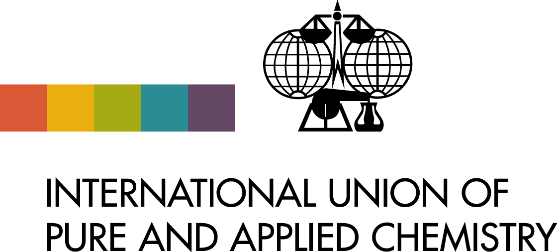 INTERNATIONAL UNION OF
PURE AND APPLIED CHEMISTRY